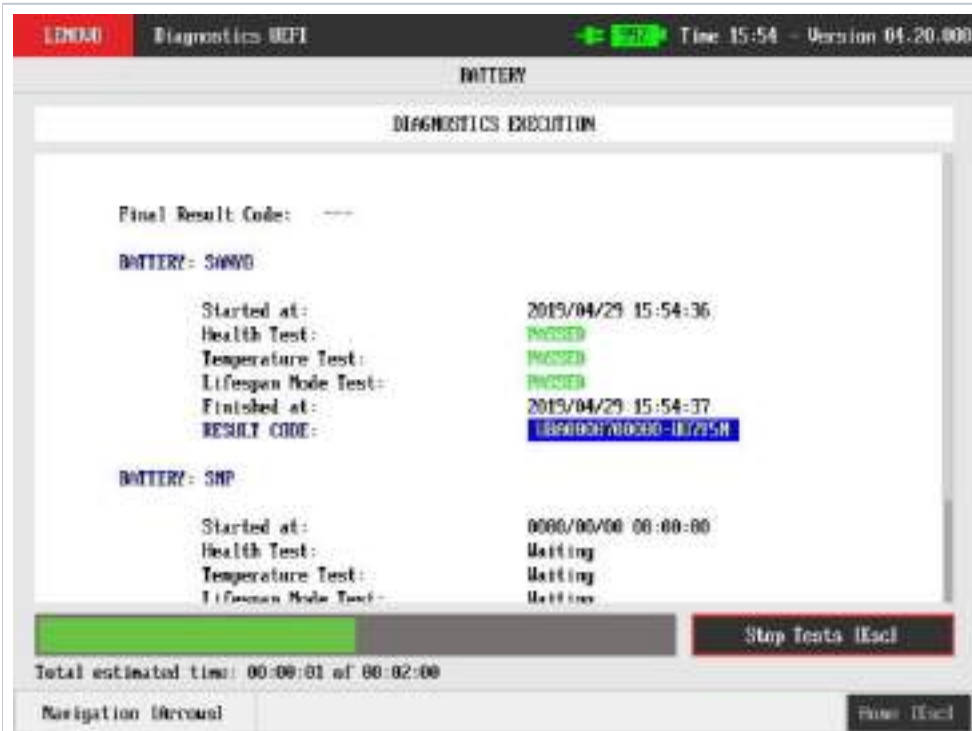 LENOVO Diagnostics UEFI Time 15:54 - Version 04.20.000
BATTERY
DIAGNOSTICS EXECUTION
Final Result Code: ---
BATTERY: SANYO
Started at: 2019/04/29 15:54:36
Health Test: PASSED
Temperature Test: PASSED
Lifespan Mode Test: PASSED
Finished at: 2019/04/29 15:54:37
RESULT CODE:
BATTERY: SMP
Started at: 0000/00/00 00:00:00
Health Test: Waiting
Temperature Test: Waiting
Lifespan Mode Test: Waiting
Stop Tests [Esc]
Total estimated time: 00:00:01 of 00:02:00
Navigation [Arrows] Home [Esc]